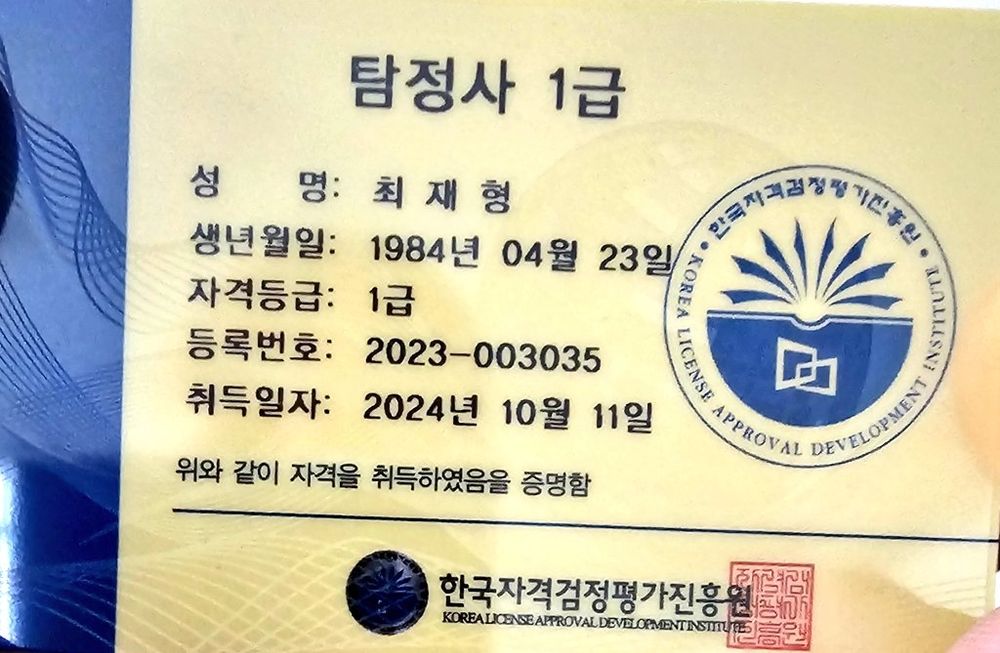 탐정사 1급
성 명: 최재형
생년월일: 1984년 04월 23일
자격등급: 1급
등록번호: 2023-003035
취득일자: 2024년 10월 11일
위와 같이 자격을 취득하였음을 증명함
• 한국자격검정평가진흥원 •
KOREA LICENSE APPROVAL DEVELOPMENT INSTITUTE
한국자격검정평가진흥원
KOREA LICENSE APPROVAL DEVELOPMENT INSTITUTE